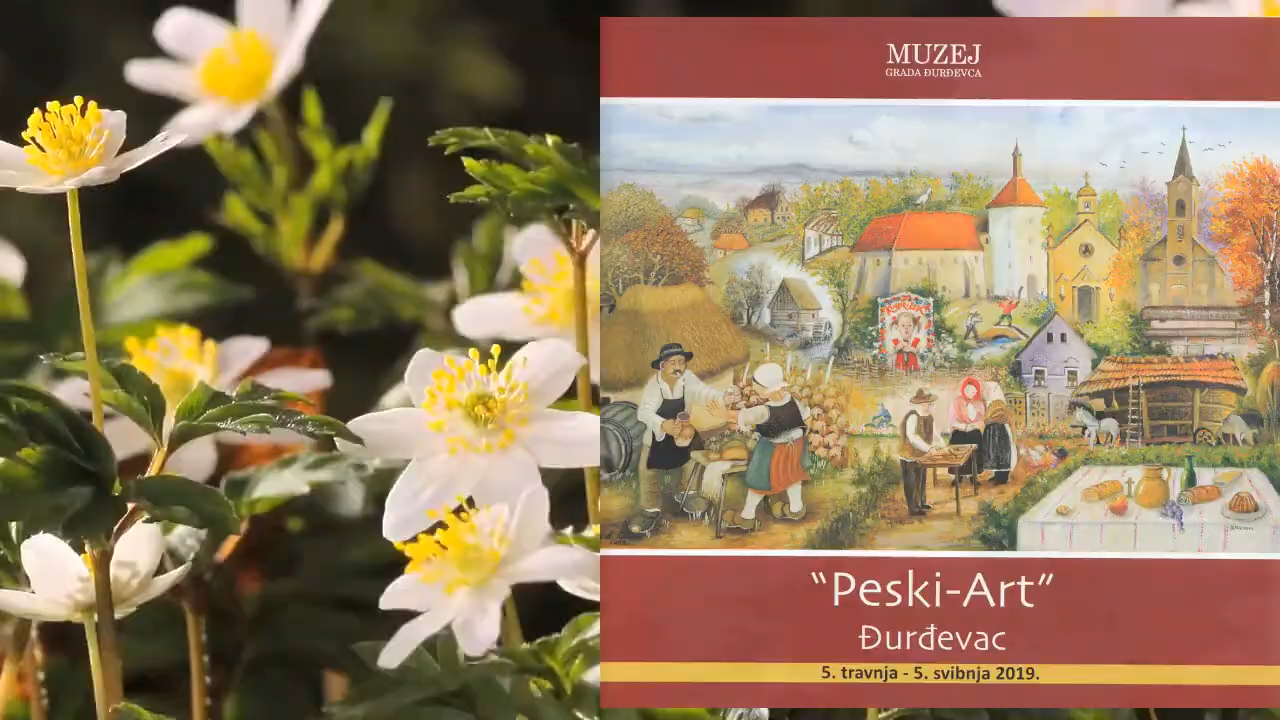 MUZEJ
GRADA ĐURĐEVCA
"Peski-Art"
Đurđevac
5. travnja - 5. svibnja 2019.